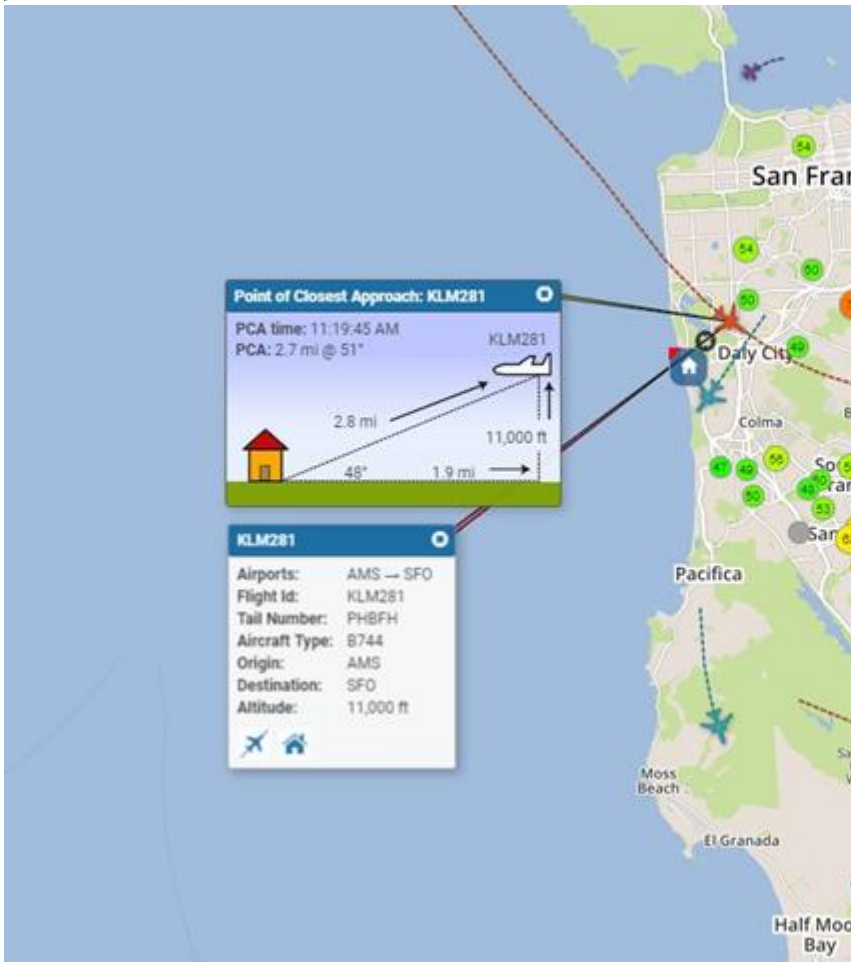 San Fran
54
54
50
50
49
Point of Closest Approach: KLM281
PCA time: 11:19:45 AM
PCA: 2.7 mi @ 51°
KLM281
2.8 mi
11,000 ft
48°
1.9 mi
Daly City
Colma
47
49
56
50
53
Pacifica
KLM281
Airports: AMS — SFO
Flight Id: KLM281
Tail Number: PHBFH
Aircraft Type: B744
Origin: AMS
Destination: SFO
Altitude: 11,000 ft
Moss
Beach
El Granada
Half Moo
Bay